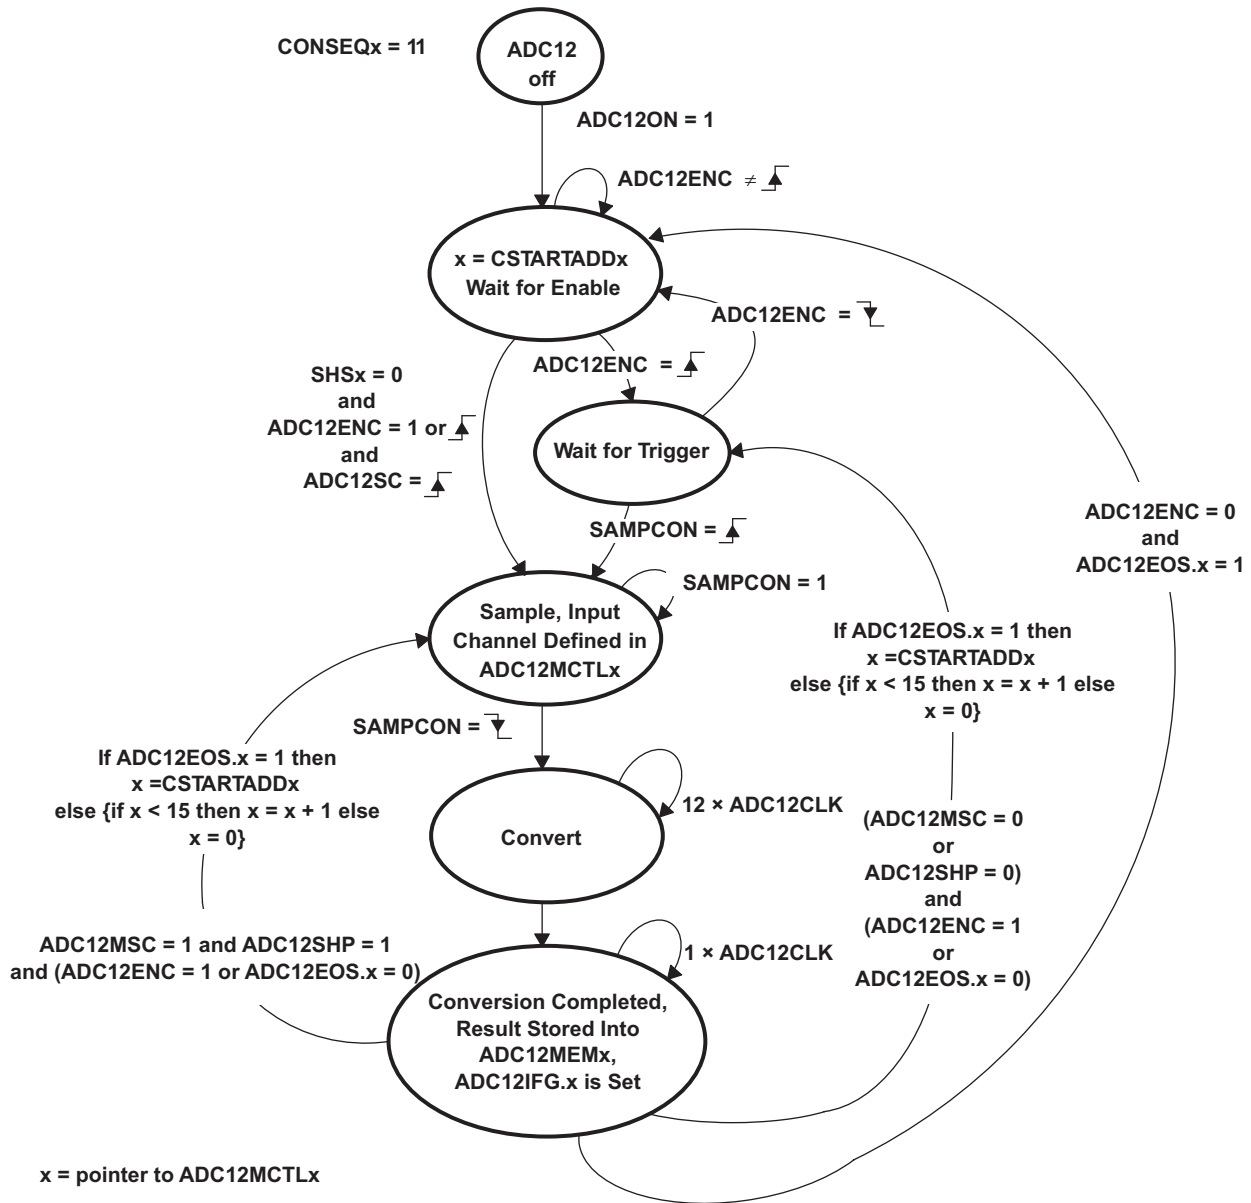 CONSEQx = 11
ADC12
off
ADC12ON = 1
ADC12ENC ≠
x = CSTARTADDx
Wait for Enable
ADC12ENC =
ADC12ENC =
SHSx = 0
and
ADC12ENC = 1 or
and
ADC12SC =
Wait for Trigger
SAMPCON =
ADC12ENC = 0
and
ADC12EOS.x = 1
SAMPCON = 1
Sample, Input
Channel Defined in
ADC12MCTLx
If ADC12EOS.x = 1 then
x =CSTARTADDx
else {if x < 15 then x = x + 1 else
x = 0}
SAMPCON =
If ADC12EOS.x = 1 then
x =CSTARTADDx
else {if x < 15 then x = x + 1 else
x = 0}
12 × ADC12CLK
Convert
(ADC12MSC = 0
or
ADC12SHP = 0)
and
(ADC12ENC = 1
or
ADC12EOS.x = 0)
ADC12MSC = 1 and ADC12SHP = 1
and (ADC12ENC = 1 or ADC12EOS.x = 0)
1 × ADC12CLK
Conversion Completed,
Result Stored Into
ADC12MEMx,
ADC12IFG.x is Set
x = pointer to ADC12MCTLx